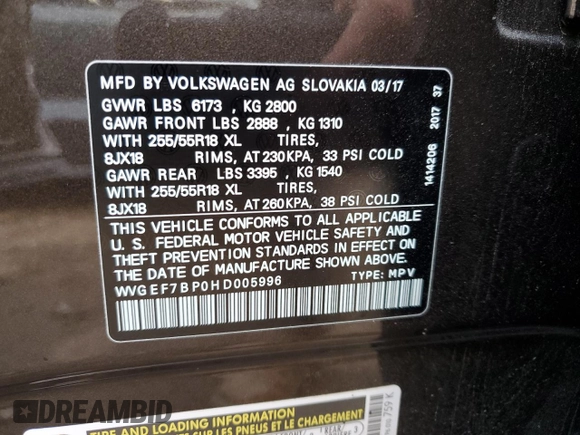 MFD BY VOLKSWAGEN AG SLOVAKIA 03/17
GVWR LBS 6173 , KG 2800
GAWR FRONT LBS 2888 , KG 1310
WITH 255/55R18 XL TIRES,
8JX18 RIMS, AT 230KPA, 33 PSI COLD
GAWR REAR LBS 3395 , KG 1540
WITH 255/55R18 XL TIRES,
8JX18 RIMS, AT 260KPA, 38 PSI COLD
THIS VEHICLE CONFORMS TO ALL APPLICABLE
U. S. FEDERAL MOTOR VEHICLE SAFETY AND
THEFT PREVENTION STANDARDS IN EFFECT ON
THE DATE OF MANUFACTURE SHOWN ABOVE.
WVGEF7BP0HD005996 TYPE: MPV
1414206 2017 37
TIRE AND LOADING INFORMATION
759 K
DREAMBID